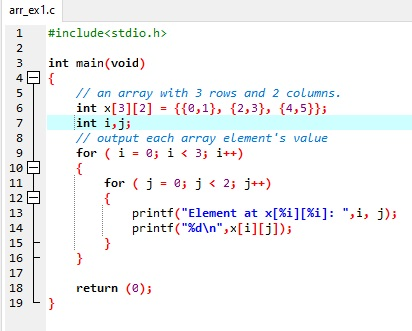 arr_ex1.c
1 #include<stdio.h>
2
3 int main(void)
4 {
5 // an array with 3 rows and 2 columns.
6 int x[3][2] = {{0,1}, {2,3}, {4,5}};
7 int i,j;
8 // output each array element's value
9 for ( i = 0; i < 3; i++)
10 {
11 for ( j = 0; j < 2; j++)
12 {
13 printf("Element at x[%i][%i]: ",i, j);
14 printf("%d\n",x[i][j]);
15 }
16 }
17
18 return (0);
19 }